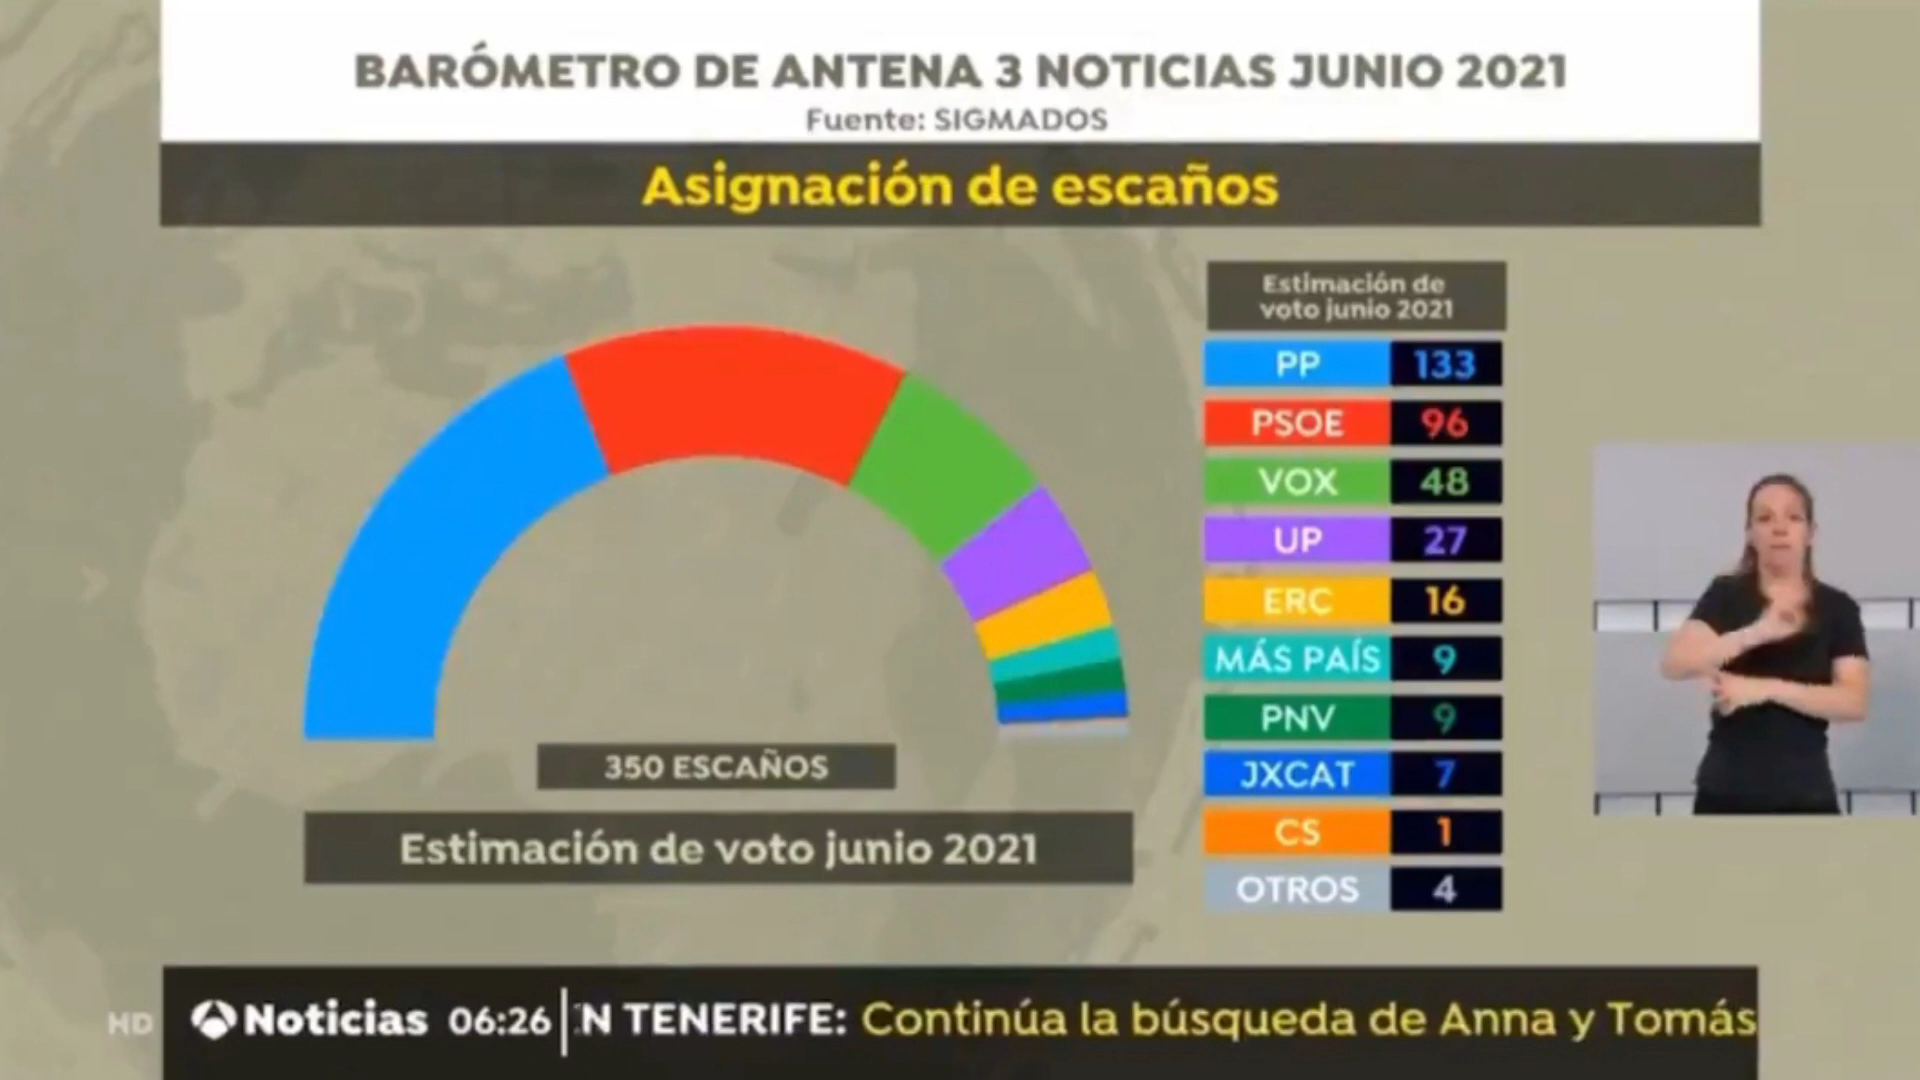 BARÓMETRO DE ANTENA 3 NOTICIAS JUNIO 2021
Fuente: SIGMADOS
Asignación de escaños
Estimación de
voto junio 2021
PP 133
PSOE 96
VOX 48
UP 27
ERC 16
MÁS PAÍS 9
PNV 9
JXCAT 7
CS 1
OTROS 4
350 ESCAÑOS
Estimación de voto junio 2021
HD
Noticias 06:26 N TENERIFE: Continúa la búsqueda de Anna y Tomás